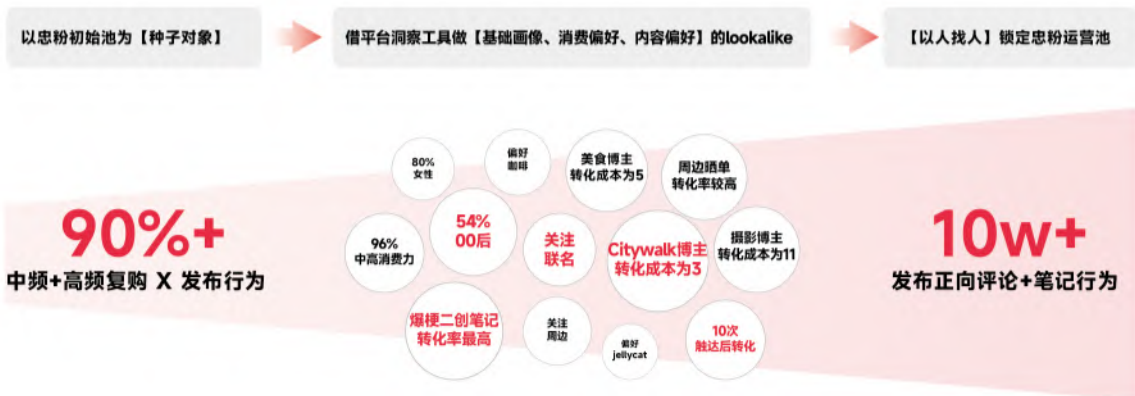 以忠粉初始池为【种子对象】
借平台洞察工具做【基础画像、消费偏好、内容偏好】的lookalike
【以人找人】锁定忠粉运营池
90%+
中频+高频复购 X 发布行为
80%
女性
偏好
咖啡
美食博主
转化成本为5
周边晒单
转化率较高
96%
中高消费力
54%
00后
关注
联名
Citywalk博主
转化成本为3
摄影博主
转化成本为11
爆梗二创笔记
转化率最高
关注
周边
偏好
jellycat
10次
触达后转化
10w+
发布正向评论+笔记行为